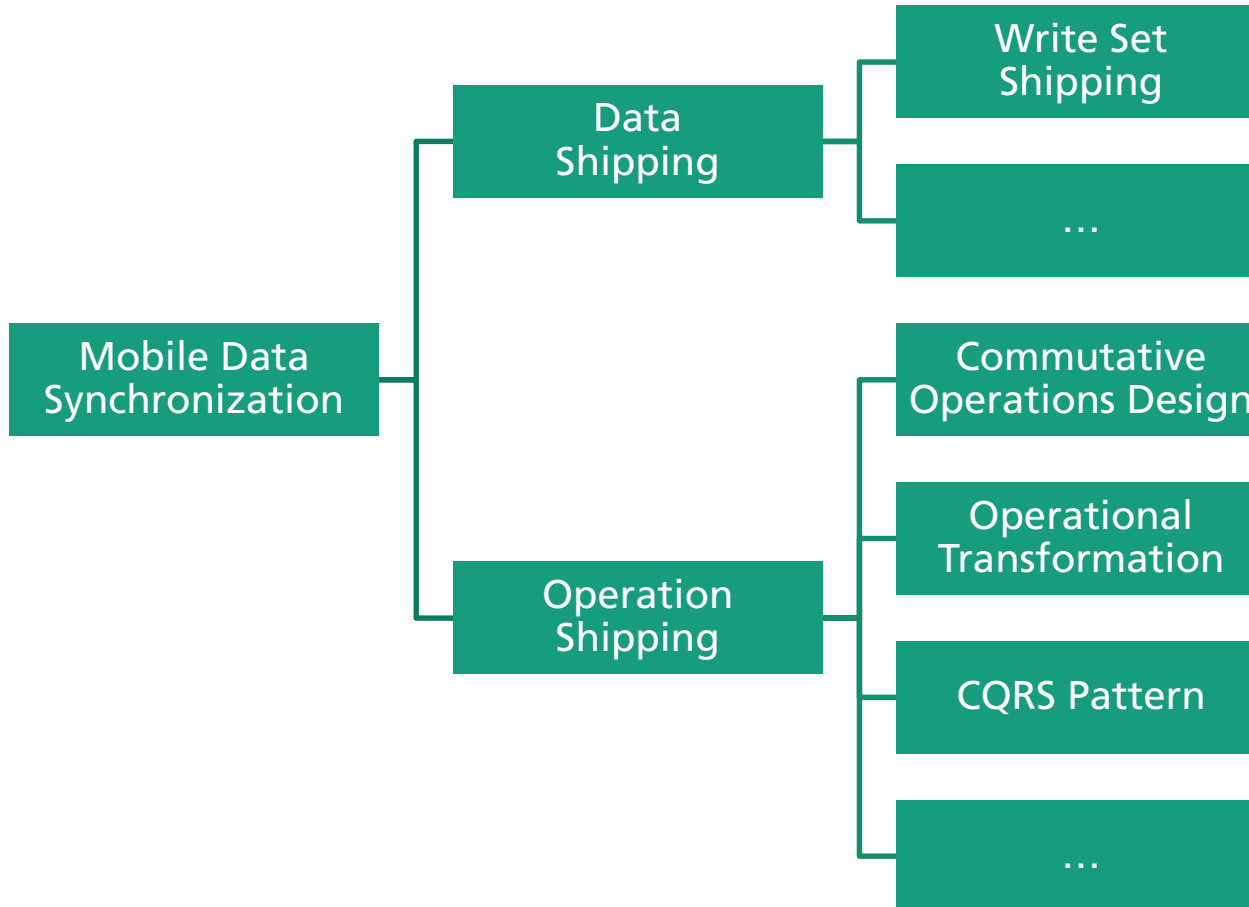 Write Set
Shipping
Data
Shipping
...
Mobile Data
Synchronization
Commutative
Operations Design
Operational
Transformation
Operation
Shipping
CQRS Pattern
...